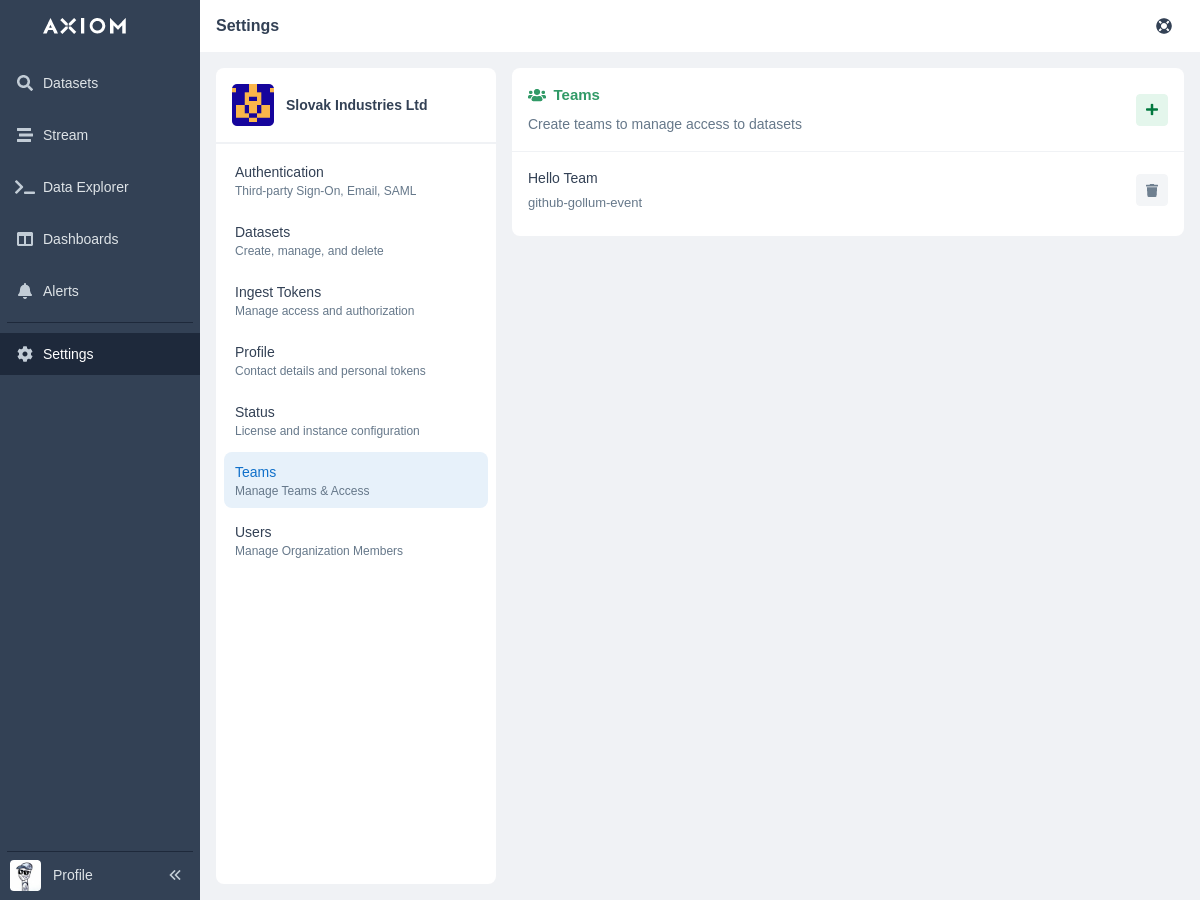 AXIOM
Datasets
Stream
Data Explorer
Dashboards
Alerts
Settings
Profile
Settings
Slovak Industries Ltd
Authentication
Third-party Sign-On, Email, SAML
Datasets
Create, manage, and delete
Ingest Tokens
Manage access and authorization
Profile
Contact details and personal tokens
Status
License and instance configuration
Teams
Manage Teams & Access
Users
Manage Organization Members
Teams
Create teams to manage access to datasets
Hello Team
github-gollum-event